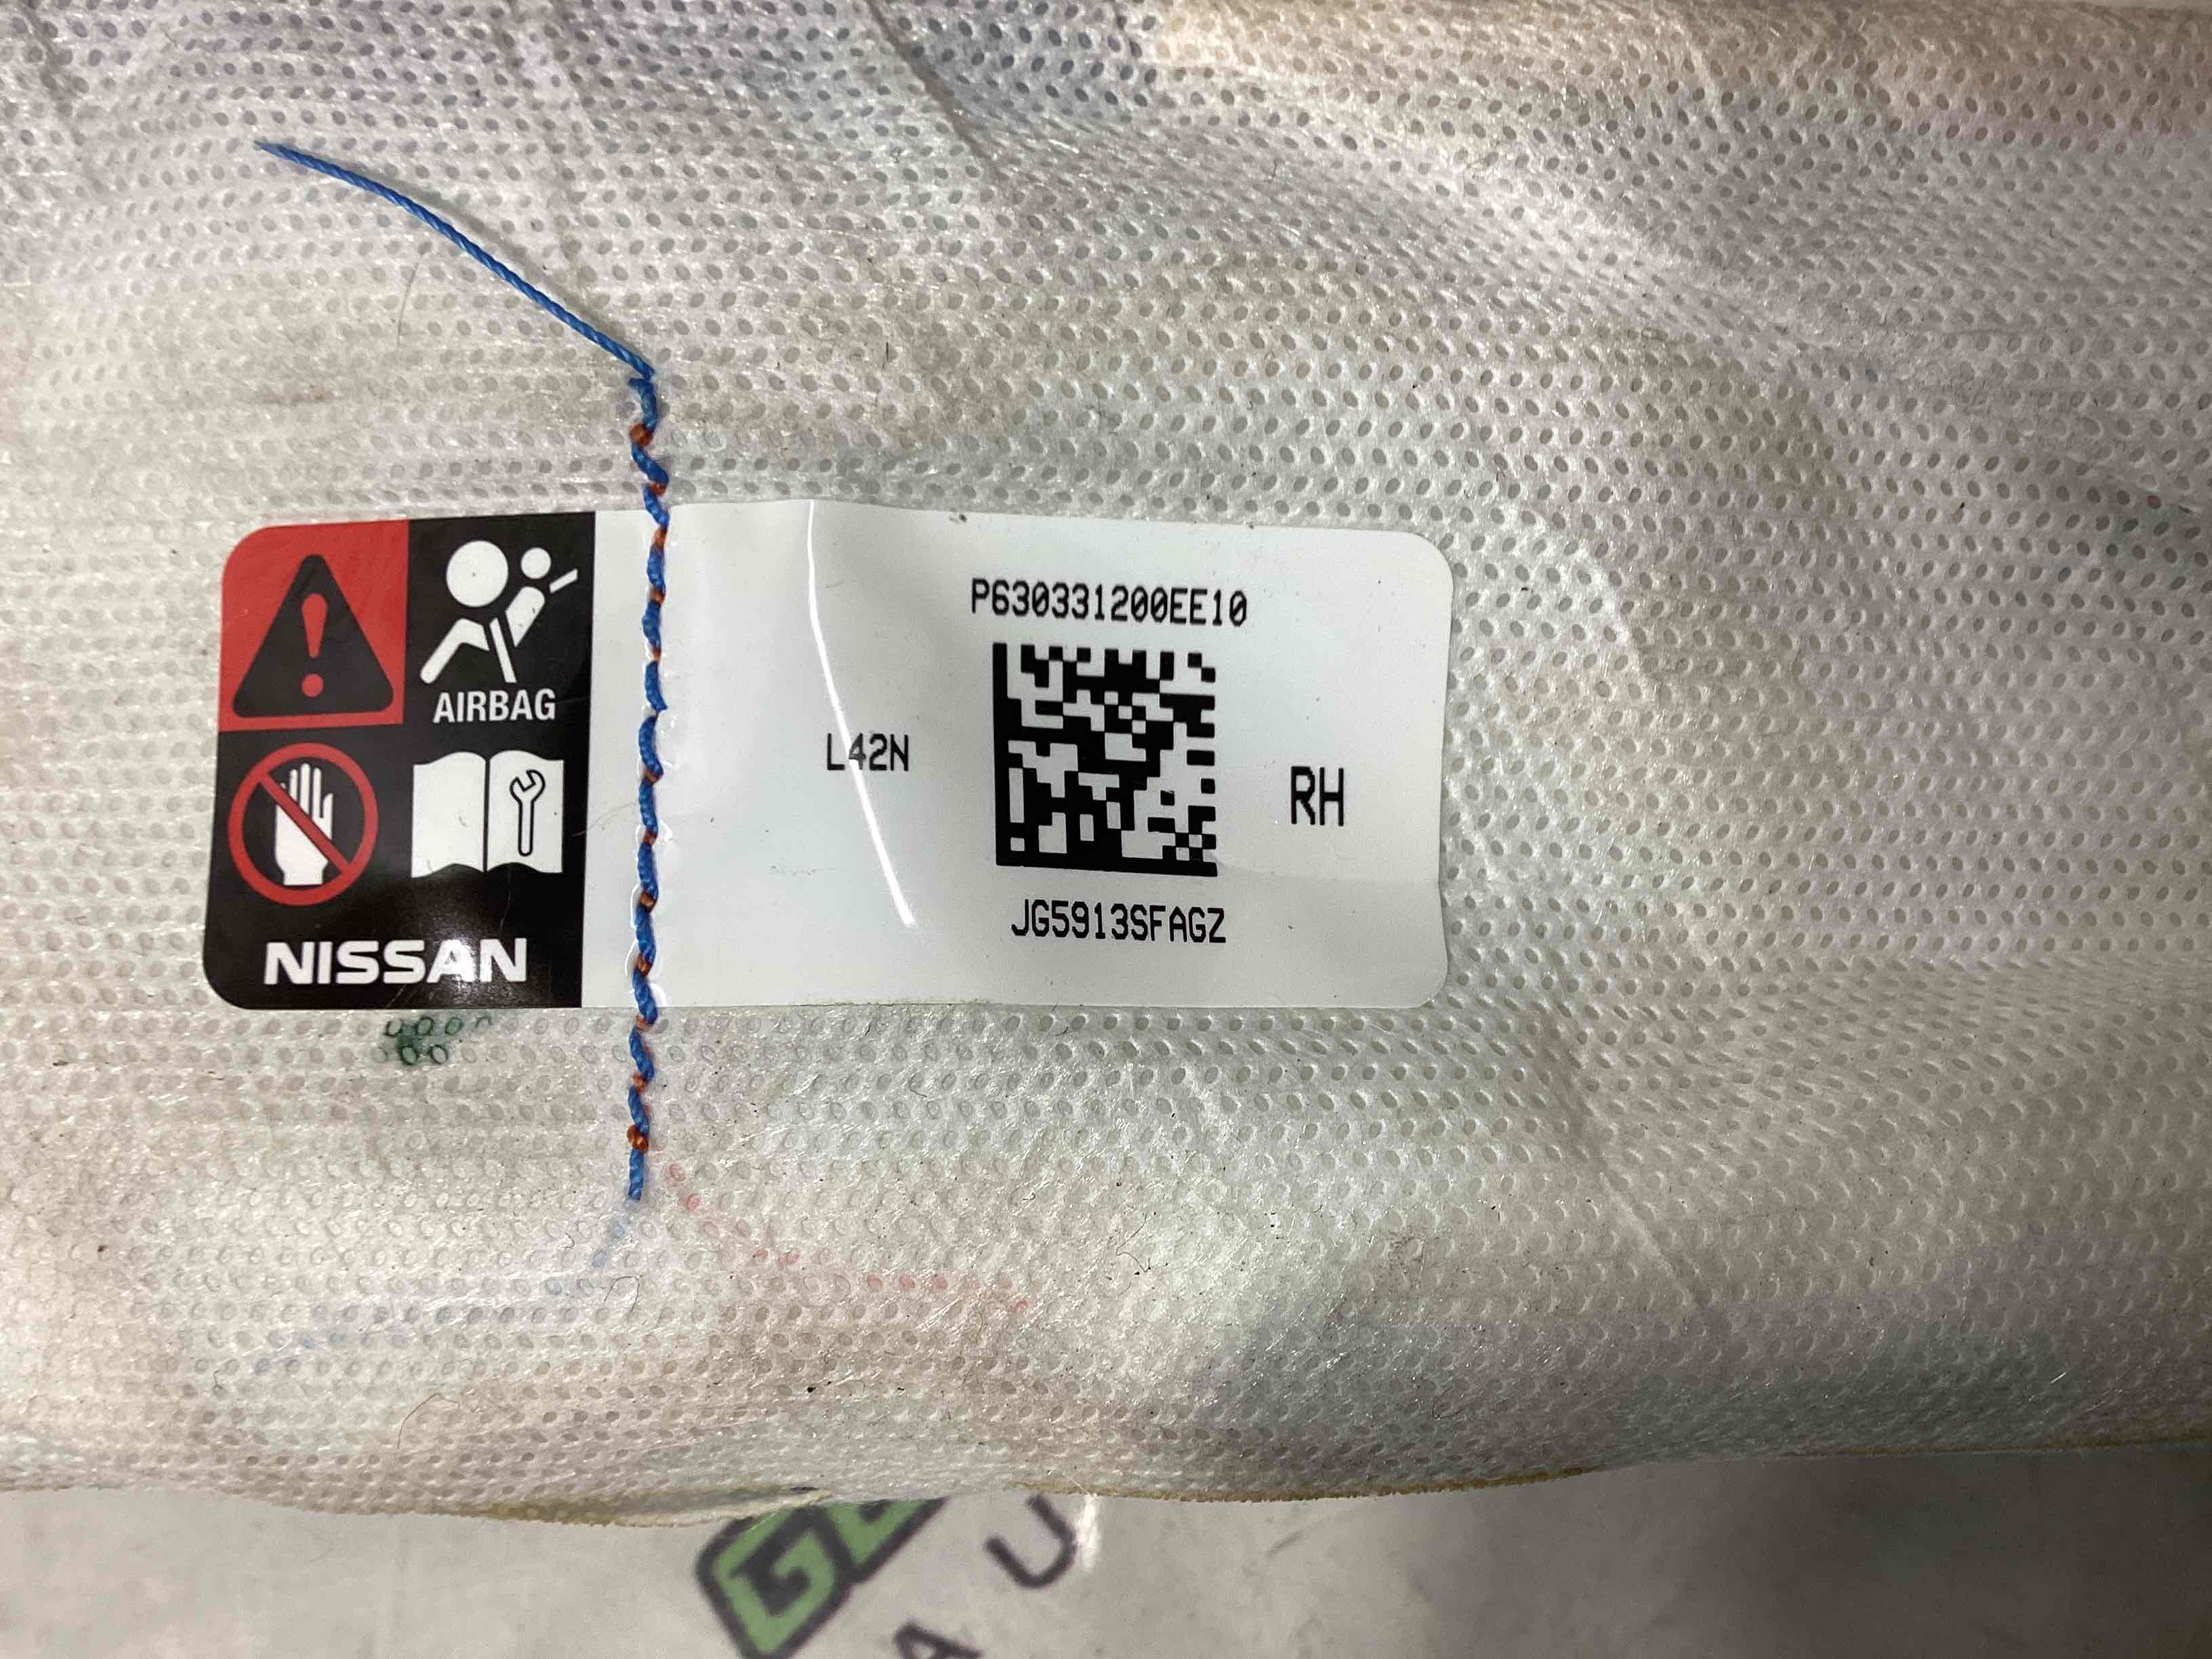 AIRBAG
NISSAN
P630331200EE10
L42N
RH
JG5913SFAGZ
A U